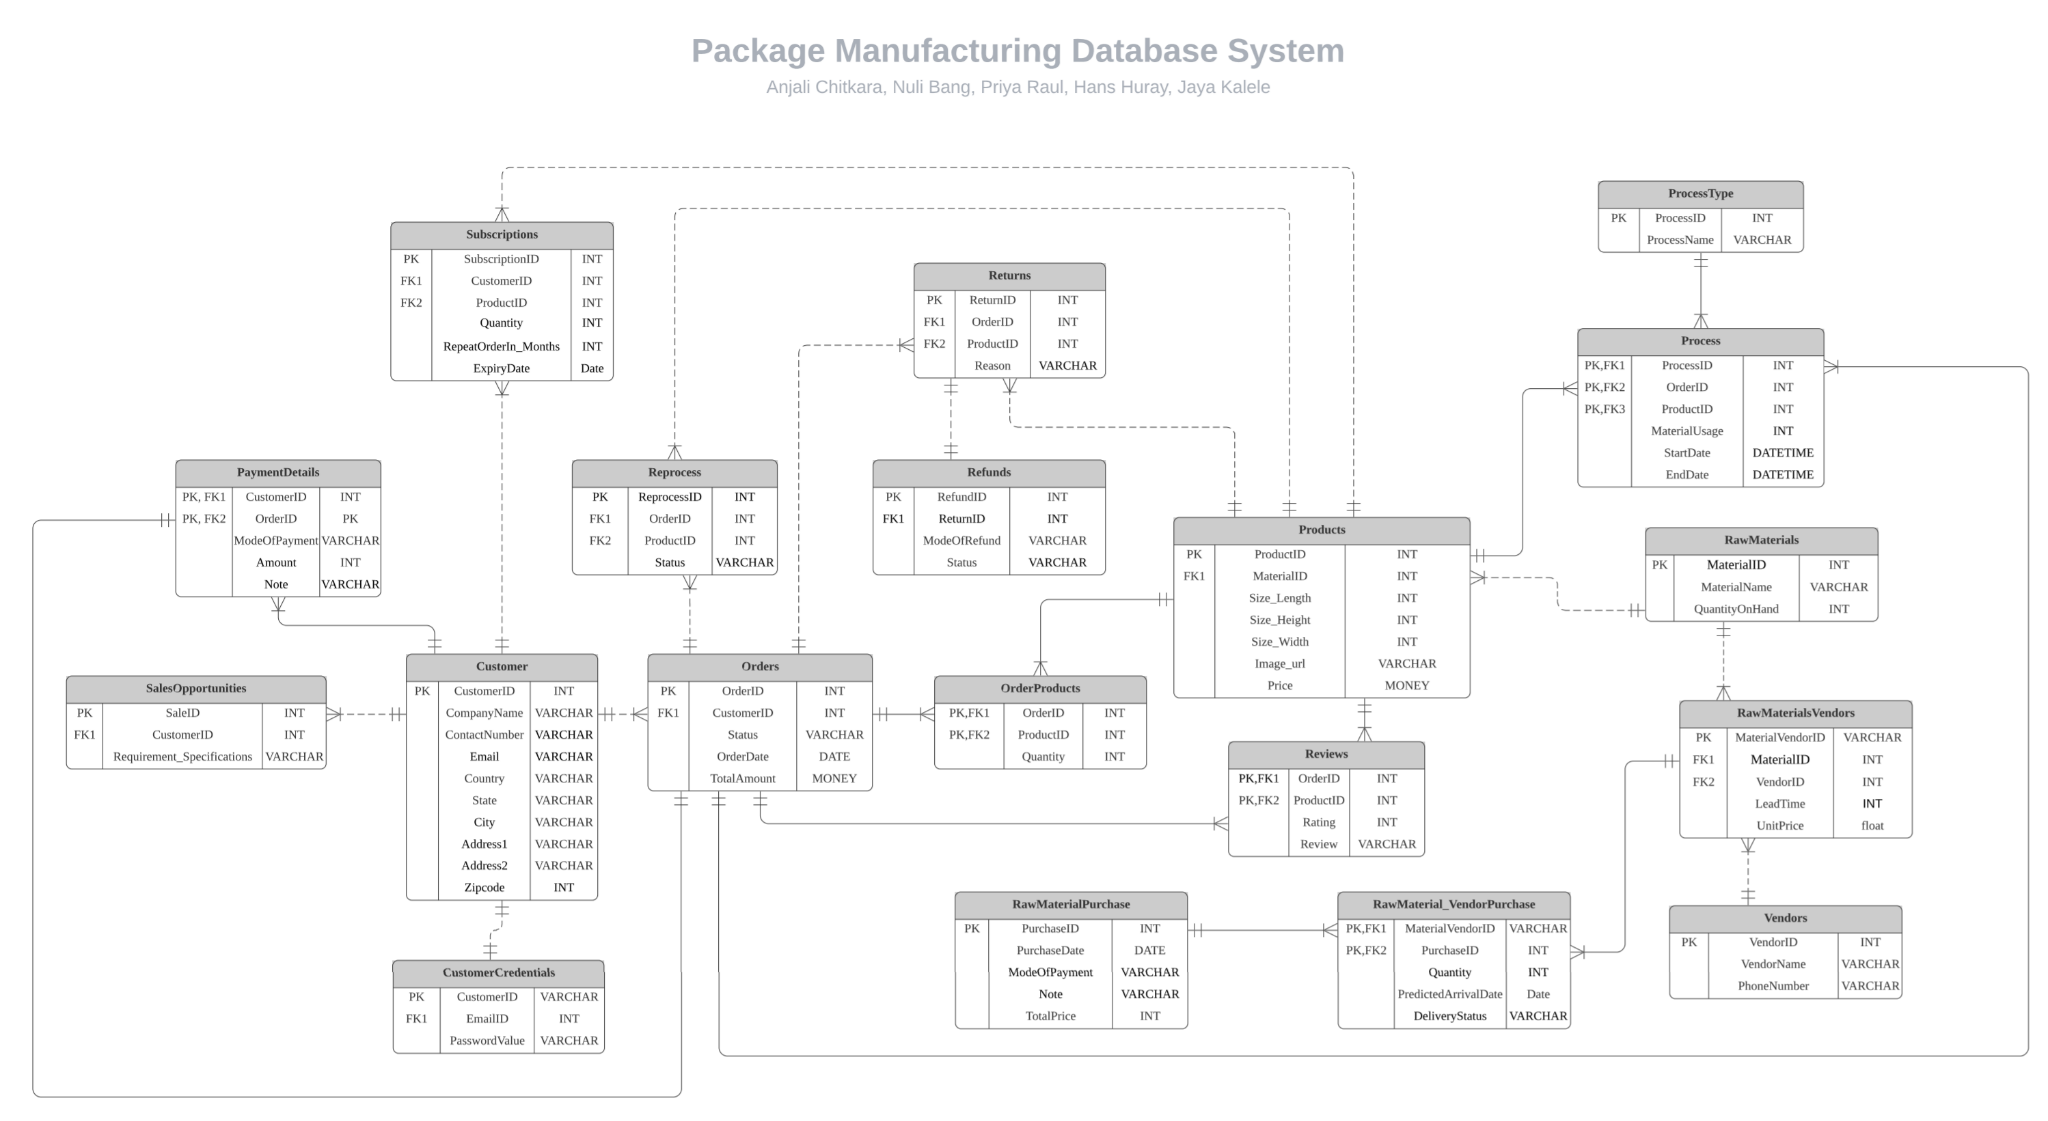 Package Manufacturing Database System
Anjali Chitkara, Nuli Bang, Priya Raul, Hans Huray, Jaya Kalele
ProcessType
PK ProcessID INT
ProcessName VARCHAR
Subscriptions
PK SubscriptionID INT
FK1 CustomerID INT
FK2 ProductID INT
Quantity INT
RepeatOrderIn_Months INT
ExpiryDate Date
Returns
PK ReturnID INT
FK1 OrderID INT
FK2 ProductID INT
Reason VARCHAR
Process
PK,FK1 ProcessID INT
PK,FK2 OrderID INT
PK,FK3 ProductID INT
MaterialUsage INT
StartDate DATETIME
EndDate DATETIME
PaymentDetails
PK, FK1 CustomerID INT
PK, FK2 OrderID PK
ModeOfPayment VARCHAR
Amount INT
Note VARCHAR
Reprocess
PK ReprocessID INT
FK1 OrderID INT
FK2 ProductID INT
Status VARCHAR
Refunds
PK RefundID INT
FK1 ReturnID INT
ModeOfRefund VARCHAR
Status VARCHAR
Products
PK ProductID INT
FK1 MaterialID INT
Size_Length INT
Size_Height INT
Size_Width INT
Image_url VARCHAR
Price MONEY
RawMaterials
PK MaterialID INT
MaterialName VARCHAR
QuantityOnHand INT
SalesOpportunities
PK SaleID INT
FK1 CustomerID INT
Requirement_Specifications VARCHAR
Customer
PK CustomerID INT
CompanyName VARCHAR
ContactNumber VARCHAR
Email VARCHAR
Country VARCHAR
State VARCHAR
City VARCHAR
Address1 VARCHAR
Address2 VARCHAR
Zipcode INT
Orders
PK OrderID INT
FK1 CustomerID INT
Status VARCHAR
OrderDate DATE
TotalAmount MONEY
OrderProducts
PK,FK1 OrderID INT
PK,FK2 ProductID INT
Quantity INT
Reviews
PK,FK1 OrderID INT
PK,FK2 ProductID INT
Rating INT
Review VARCHAR
RawMaterialsVendors
PK MaterialVendorID VARCHAR
FK1 MaterialID INT
FK2 VendorID INT
LeadTime INT
UnitPrice float
CustomerCredentials
PK CustomerID VARCHAR
FK1 EmailID INT
PasswordValue VARCHAR
RawMaterialPurchase
PK PurchaseID INT
PurchaseDate DATE
ModeOfPayment VARCHAR
Note VARCHAR
TotalPrice INT
RawMaterial_VendorPurchase
PK,FK1 MaterialVendorID VARCHAR
PK,FK2 PurchaseID INT
Quantity INT
PredictedArrivalDate Date
DeliveryStatus VARCHAR
Vendors
PK VendorID INT
VendorName VARCHAR
PhoneNumber VARCHAR